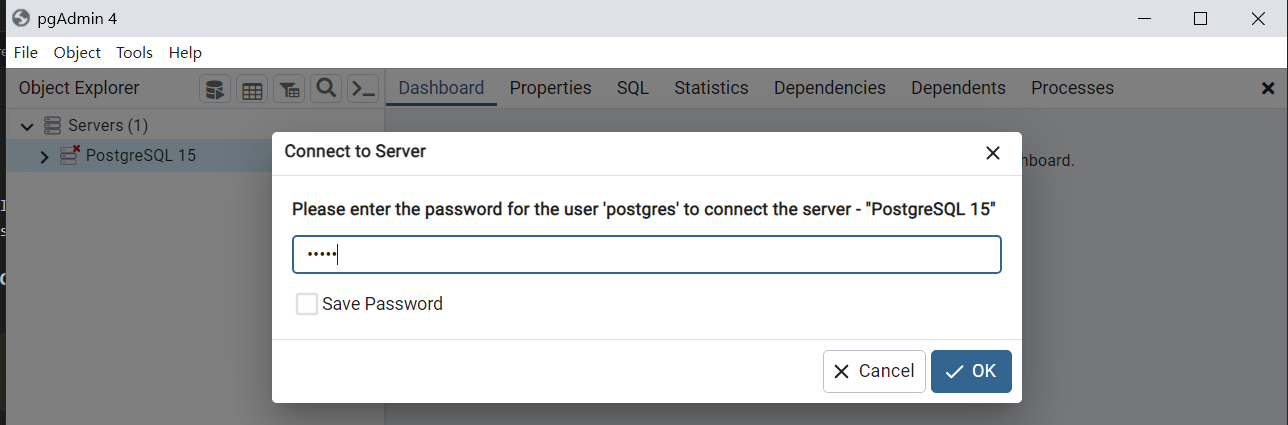 pgAdmin 4
File Object Tools Help
Object Explorer
Dashboard Properties SQL Statistics Dependencies Dependents Processes
Servers (1)
PostgreSQL 15
Connect to Server
Please enter the password for the user 'postgres' to connect the server - "PostgreSQL 15"
•••••
Save Password
Cancel OK